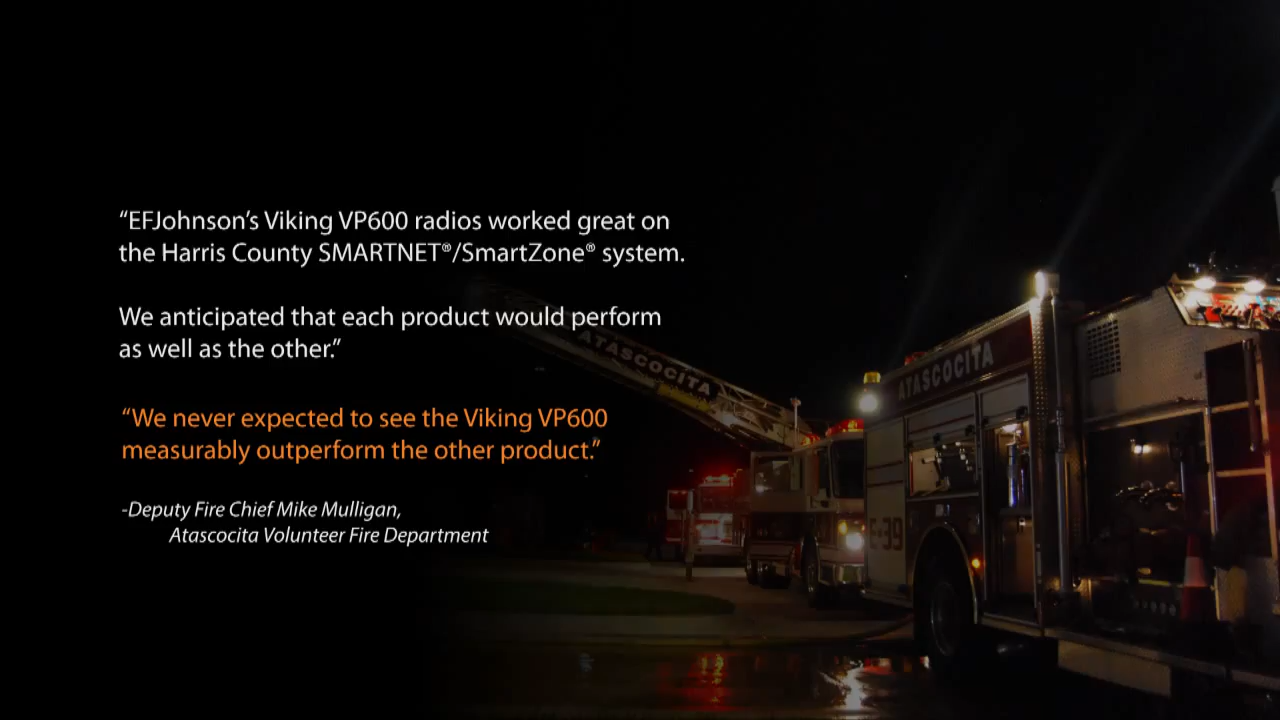 “EFJohnson’s Viking VP600 radios worked great on
the Harris County SMARTNET®/SmartZone® system.
We anticipated that each product would perform
as well as the other.”
“We never expected to see the Viking VP600
measurably outperform the other product.”
-Deputy Fire Chief Mike Mulligan,
Atascocita Volunteer Fire Department
ATASCOCITA
ATASCOCITA
E-39